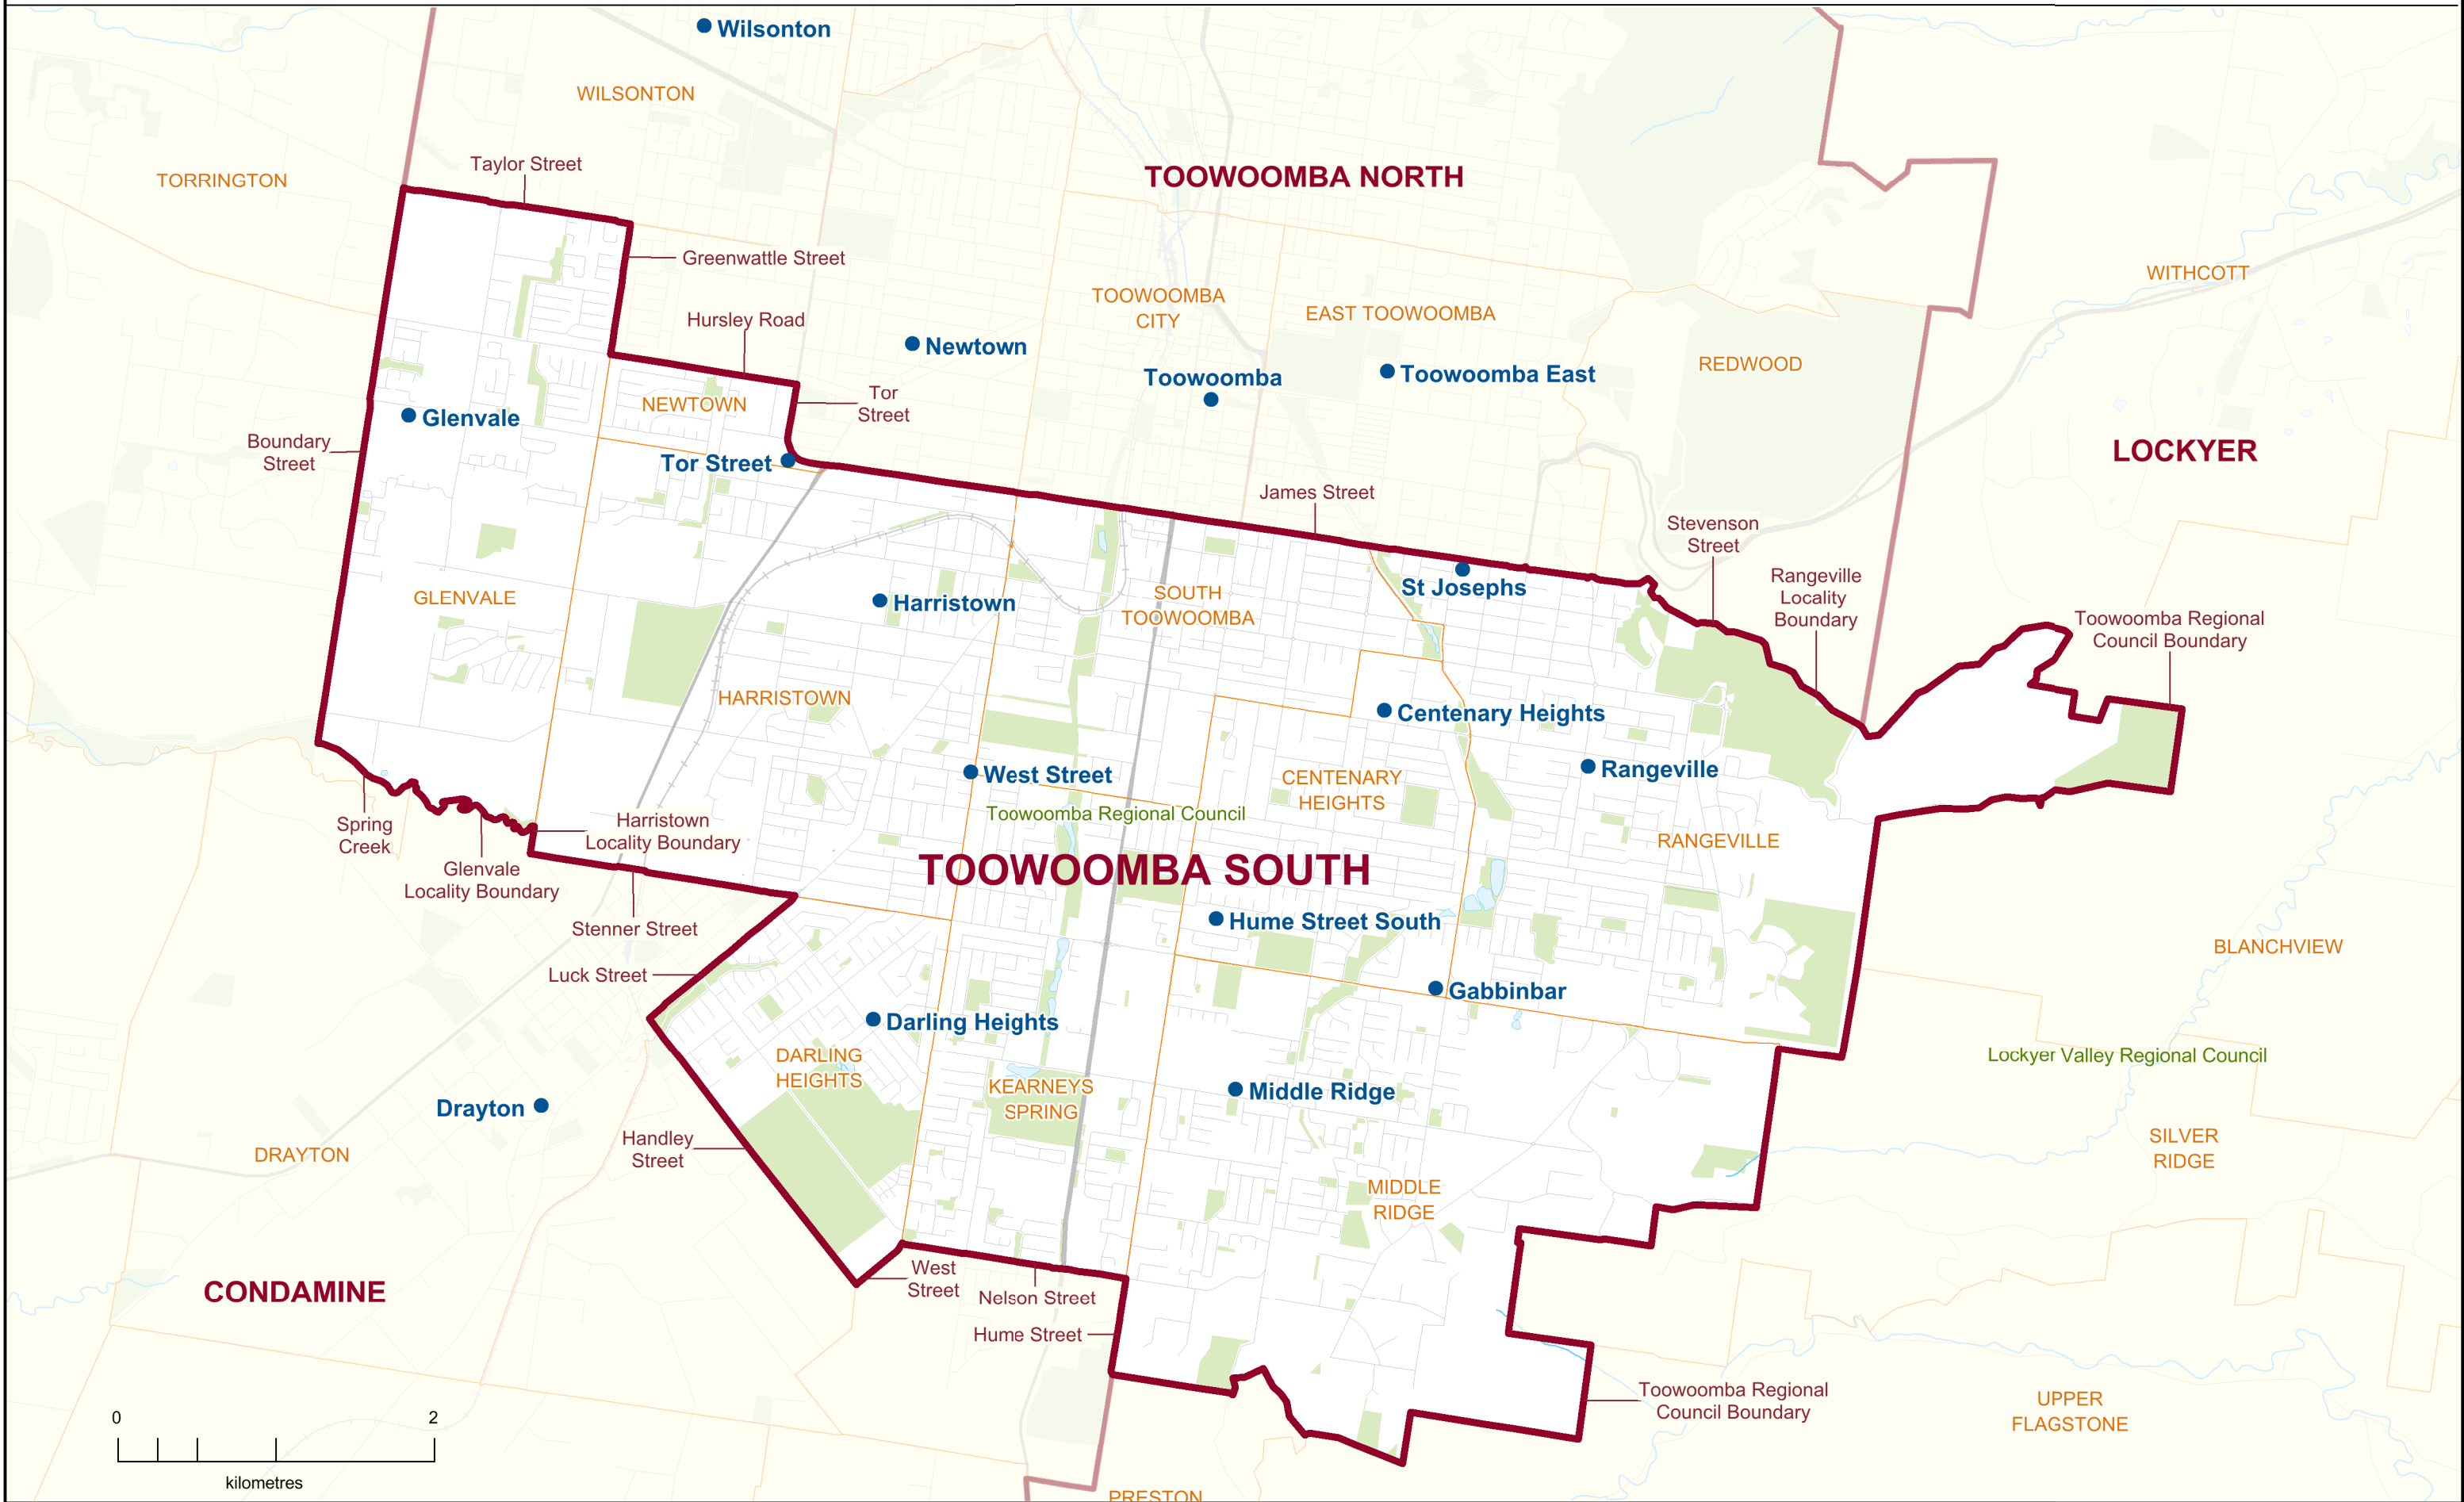 Wilsonton
WILSONTON
Taylor Street
TORRINGTON
TOOWOOMBA NORTH
Greenwattle Street
WITHCOTT
TOOWOOMBA
CITY
EAST TOOWOOMBA
Hursley Road
Newtown
REDWOOD
Toowoomba
Toowoomba East
Tor
Street
NEWTOWN
Glenvale
Boundary
Street
LOCKYER
Tor Street
James Street
Stevenson
Street
Rangeville
Locality
Boundary
St Josephs
GLENVALE
Harristown
SOUTH
TOOWOOMBA
Toowoomba Regional
Council Boundary
HARRISTOWN
Centenary Heights
West Street
Rangeville
CENTENARY
HEIGHTS
Toowoomba Regional Council
Spring
Creek
Harristown
Locality Boundary
RANGEVILLE
Glenvale
Locality Boundary
TOOWOOMBA SOUTH
Stenner Street
Hume Street South
BLANCHVIEW
Luck Street
Gabbinbar
Darling Heights
DARLING
HEIGHTS
Lockyer Valley Regional Council
KEARNEYS
SPRING
Middle Ridge
Drayton
Handley
Street
DRAYTON
SILVER
RIDGE
MIDDLE
RIDGE
West
Street
CONDAMINE
Nelson Street
Hume Street
Toowoomba Regional
Council Boundary
UPPER
FLAGSTONE
0 2
kilometres
PRESTON